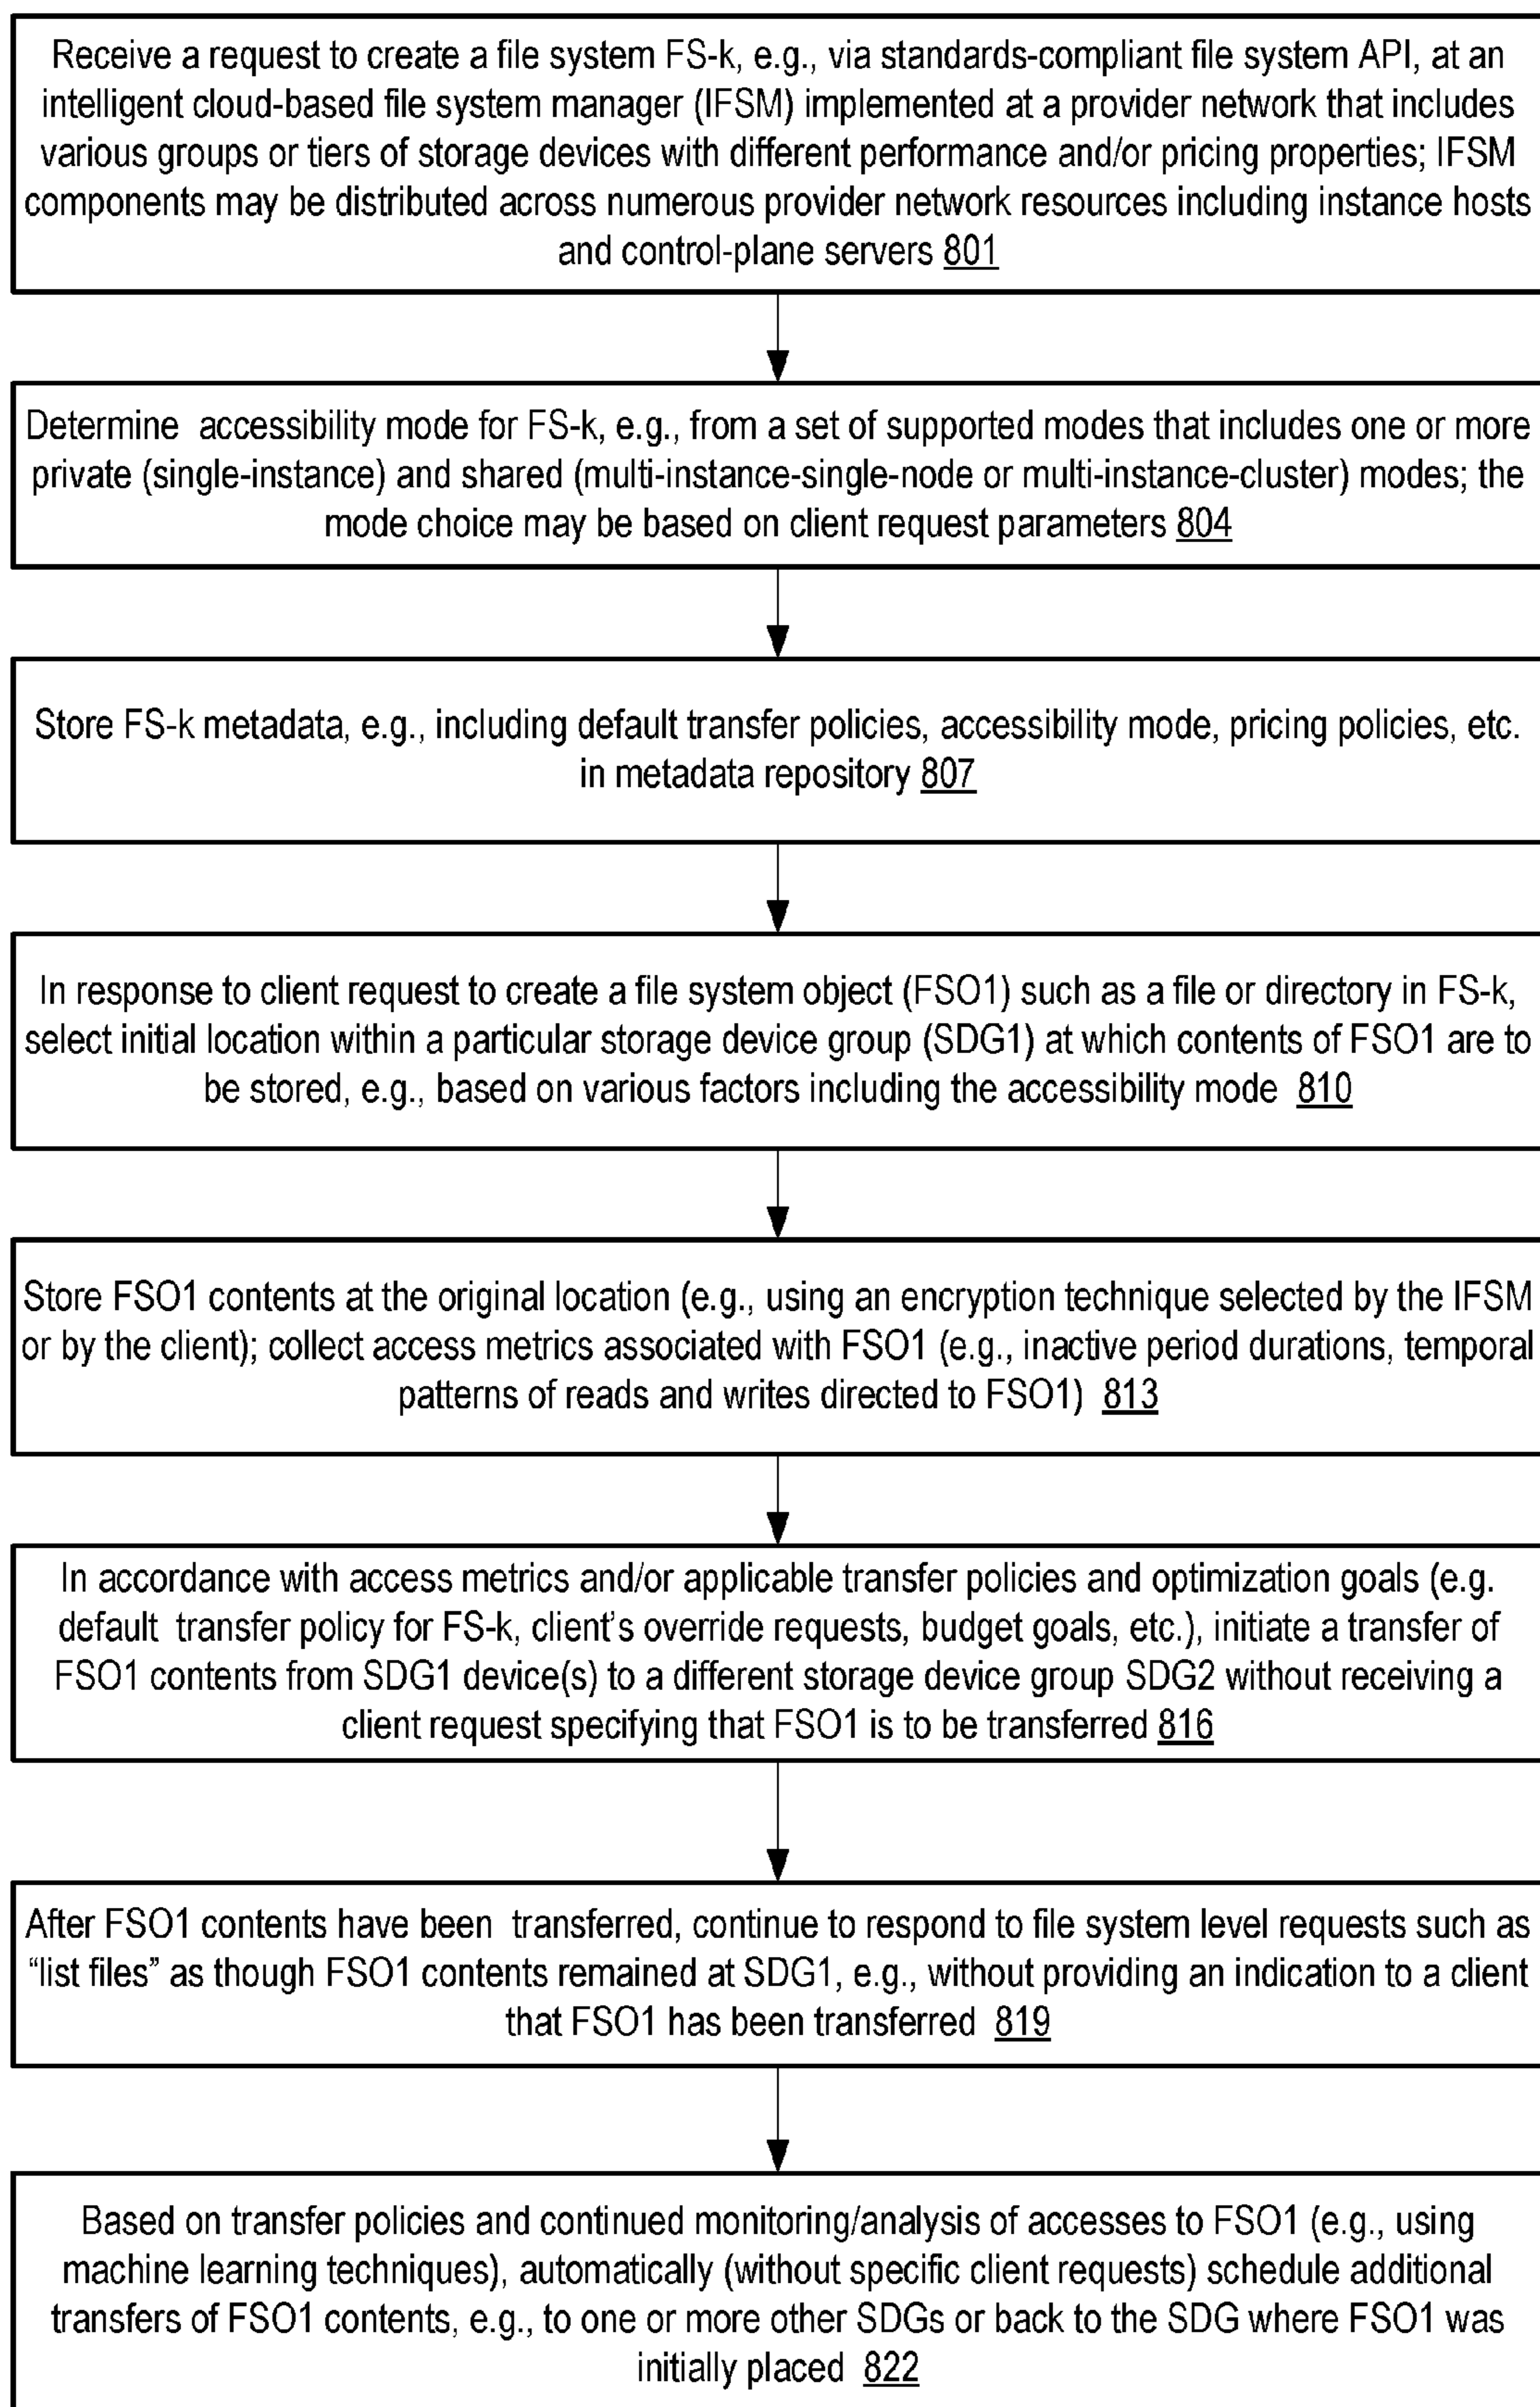 Receive a request to create a file system FS-k, e.g., via standards-compliant file system API, at an
intelligent cloud-based file system manager (IFSM) implemented at a provider network that includes
various groups or tiers of storage devices with different performance and/or pricing properties; IFSM
components may be distributed across numerous provider network resources including instance hosts
and control-plane servers 801
Determine accessibility mode for FS-k, e.g., from a set of supported modes that includes one or more
private (single-instance) and shared (multi-instance-single-node or multi-instance-cluster) modes; the
mode choice may be based on client request parameters 804
Store FS-k metadata, e.g., including default transfer policies, accessibility mode, pricing policies, etc.
in metadata repository 807
In response to client request to create a file system object (FSO1) such as a file or directory in FS-k,
select initial location within a particular storage device group (SDG1) at which contents of FSO1 are to
be stored, e.g., based on various factors including the accessibility mode 810
Store FSO1 contents at the original location (e.g., using an encryption technique selected by the IFSM
or by the client); collect access metrics associated with FSO1 (e.g., inactive period durations, temporal
patterns of reads and writes directed to FSO1) 813
In accordance with access metrics and/or applicable transfer policies and optimization goals (e.g.
default transfer policy for FS-k, client's override requests, budget goals, etc.), initiate a transfer of
FSO1 contents from SDG1 device(s) to a different storage device group SDG2 without receiving a
client request specifying that FSO1 is to be transferred 816
After FSO1 contents have been transferred, continue to respond to file system level requests such as
“list files” as though FSO1 contents remained at SDG1, e.g., without providing an indication to a client
that FSO1 has been transferred 819
Based on transfer policies and continued monitoring/analysis of accesses to FSO1 (e.g., using
machine learning techniques), automatically (without specific client requests) schedule additional
transfers of FSO1 contents, e.g., to one or more other SDGs or back to the SDG where FSO1 was
initially placed 822